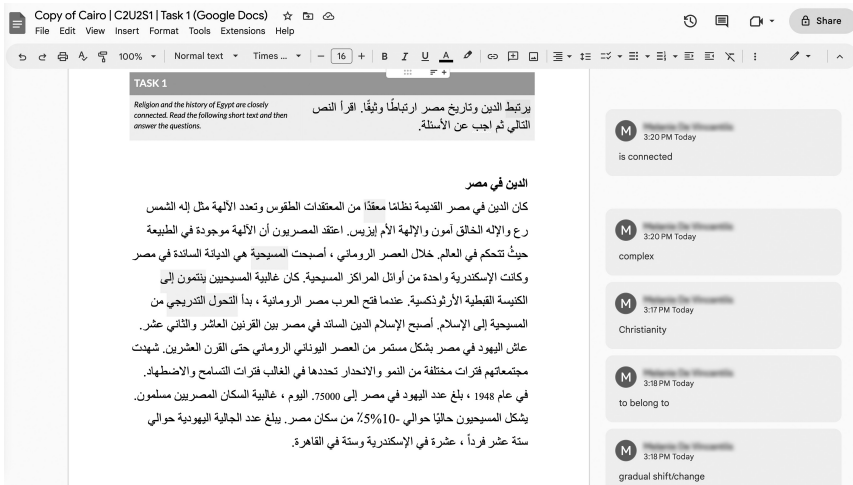 Copy of Cairo | C2U2S1 | Task 1 (Google Docs)
File Edit View Insert Format Tools Extensions Help
Share
100% Normal text Times ... 16 B I U A
TASK 1
Religion and the history of Egypt are closely
connected. Read the following short text and then
answer the questions.
يرتبط الدين وتاريخ مصر ارتباطًا وثيقًا. اقرأ النص
التالي ثم اجب عن الأسئلة.
الدين في مصر
كان الدين في مصر القديمة نظامًا معقدًا من المعتقدات الطقوس وتعدد الآلهة مثل إله الشمس
رع والإله الخالق آمون والإلهة الأم إيزيس. اعتقد المصريون أن الآلهة موجودة في الطبيعة
حيثُ تتحكم في العالم. خلال العصر الروماني ، أصبحت المسيحية هي الديانة السائدة في مصر
وكانت الإسكندرية واحدة من أوائل المراكز المسيحية. كان غالبية المسيحيين ينتمون إلى
الكنيسة القبطية الأرثوذكسية. عندما فتح العرب مصر الرومانية ، بدأ التحول التدريجي من
المسيحية إلى الإسلام. أصبح الإسلام الدين السائد في مصر بين القرنين العاشر والثاني عشر.
عاش اليهود في مصر بشكل مستمر من العصر اليوناني الروماني حتى القرن العشرين. شهدت
مجتمعاتهم فترات مختلفة من النمو والانحدار تحددها في الغالب فترات التسامح والاضطهاد.
في عام 1948 ، بلغ عدد اليهود في مصر إلى 75000. اليوم ، غالبية السكان المصريين مسلمون.
يشكل المسيحيون حاليًا حوالي -10%5٪ من سكان مصر. يبلغ عدد الجالية اليهودية حوالي
ستة عشر فرداً ، عشرة في الإسكندرية وستة في القاهرة.
M
3:20 PM Today
is connected
M
3:20 PM Today
complex
M
3:17 PM Today
Christianity
M
3:18 PM Today
to belong to
M
3:18 PM Today
gradual shift/change